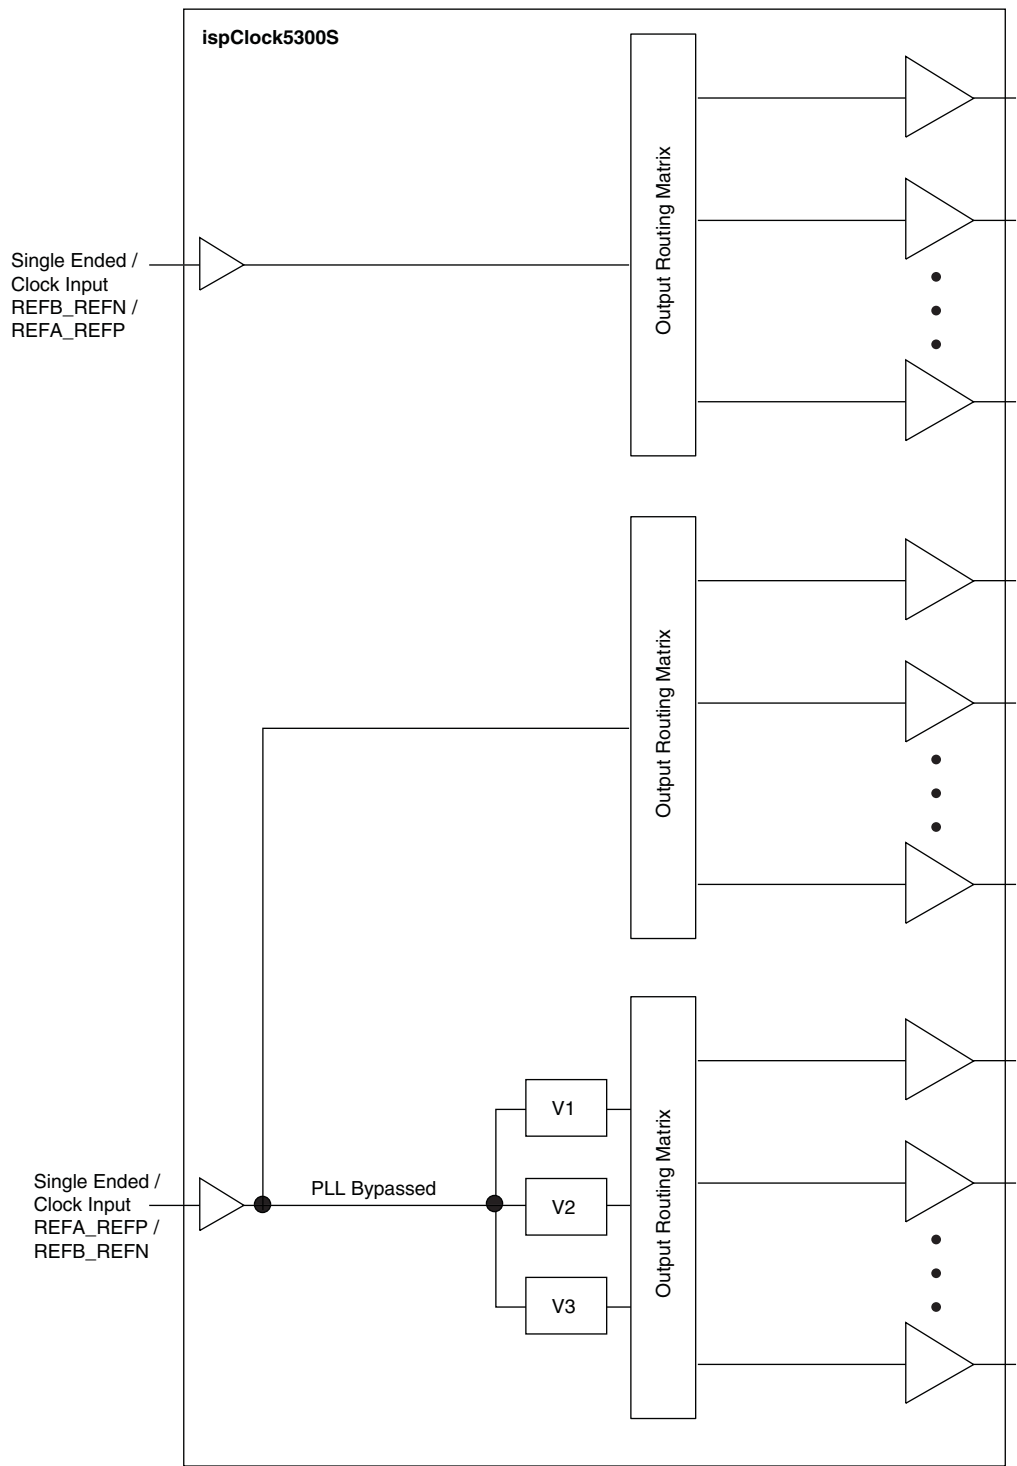 ispClock5300S
Output Routing Matrix
Single Ended /
Clock Input
REFB_REFN /
REFA_REFP
Output Routing Matrix
Output Routing Matrix
V1
V2
V3
PLL Bypassed
Single Ended /
Clock Input
REFA_REFP /
REFB_REFN